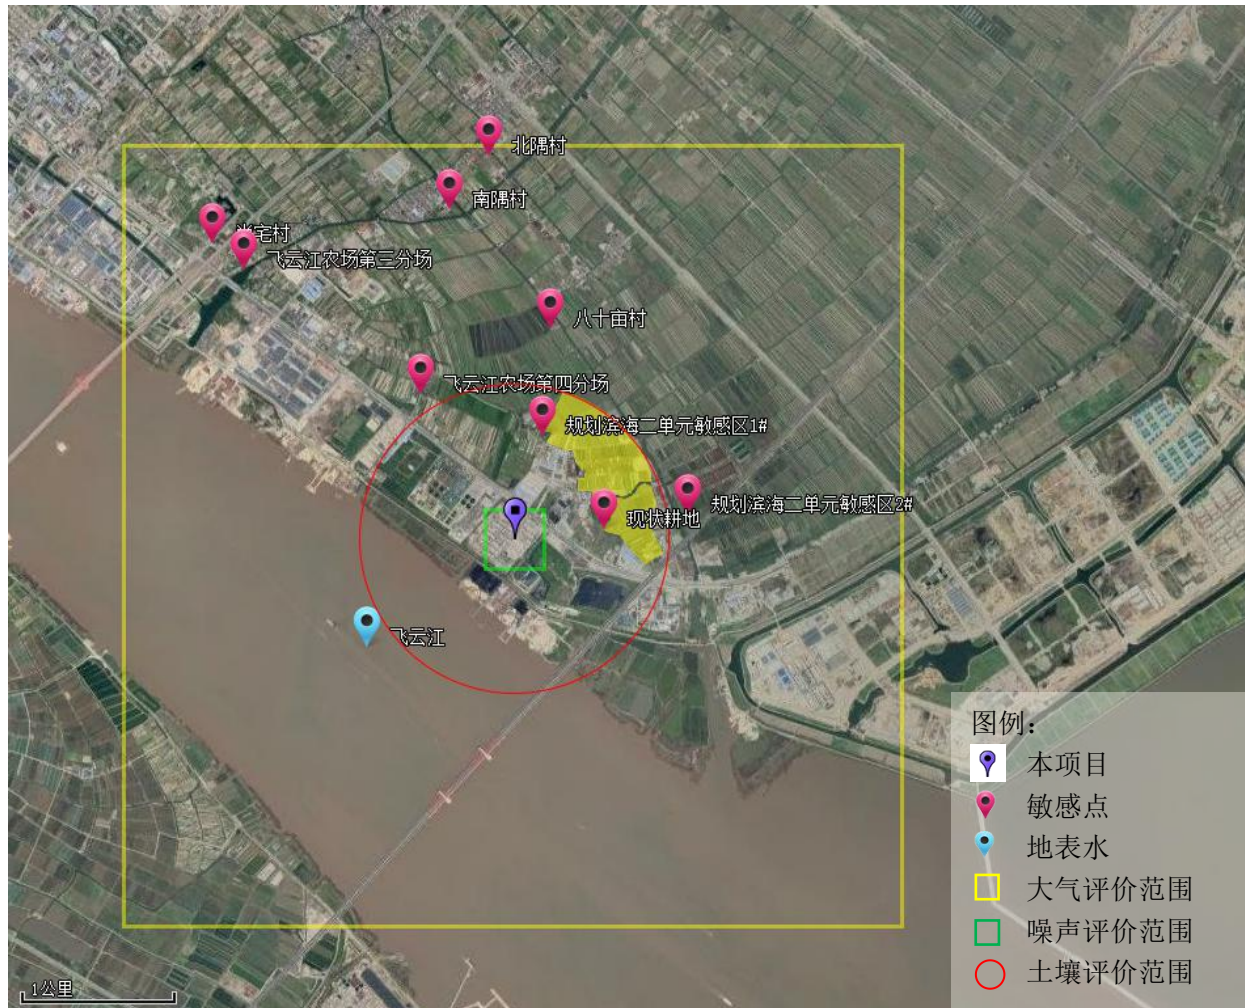 北隅村
南隅村
宅村
飞云江农场第三分场
八十亩村
飞云江农场第四分场
规划滨海二单元敏感区1#
规划滨海二单元敏感区2#
现状耕地
飞云江
图例：
本项目
敏感点
地表水
大气评价范围
噪声评价范围
土壤评价范围
1公里